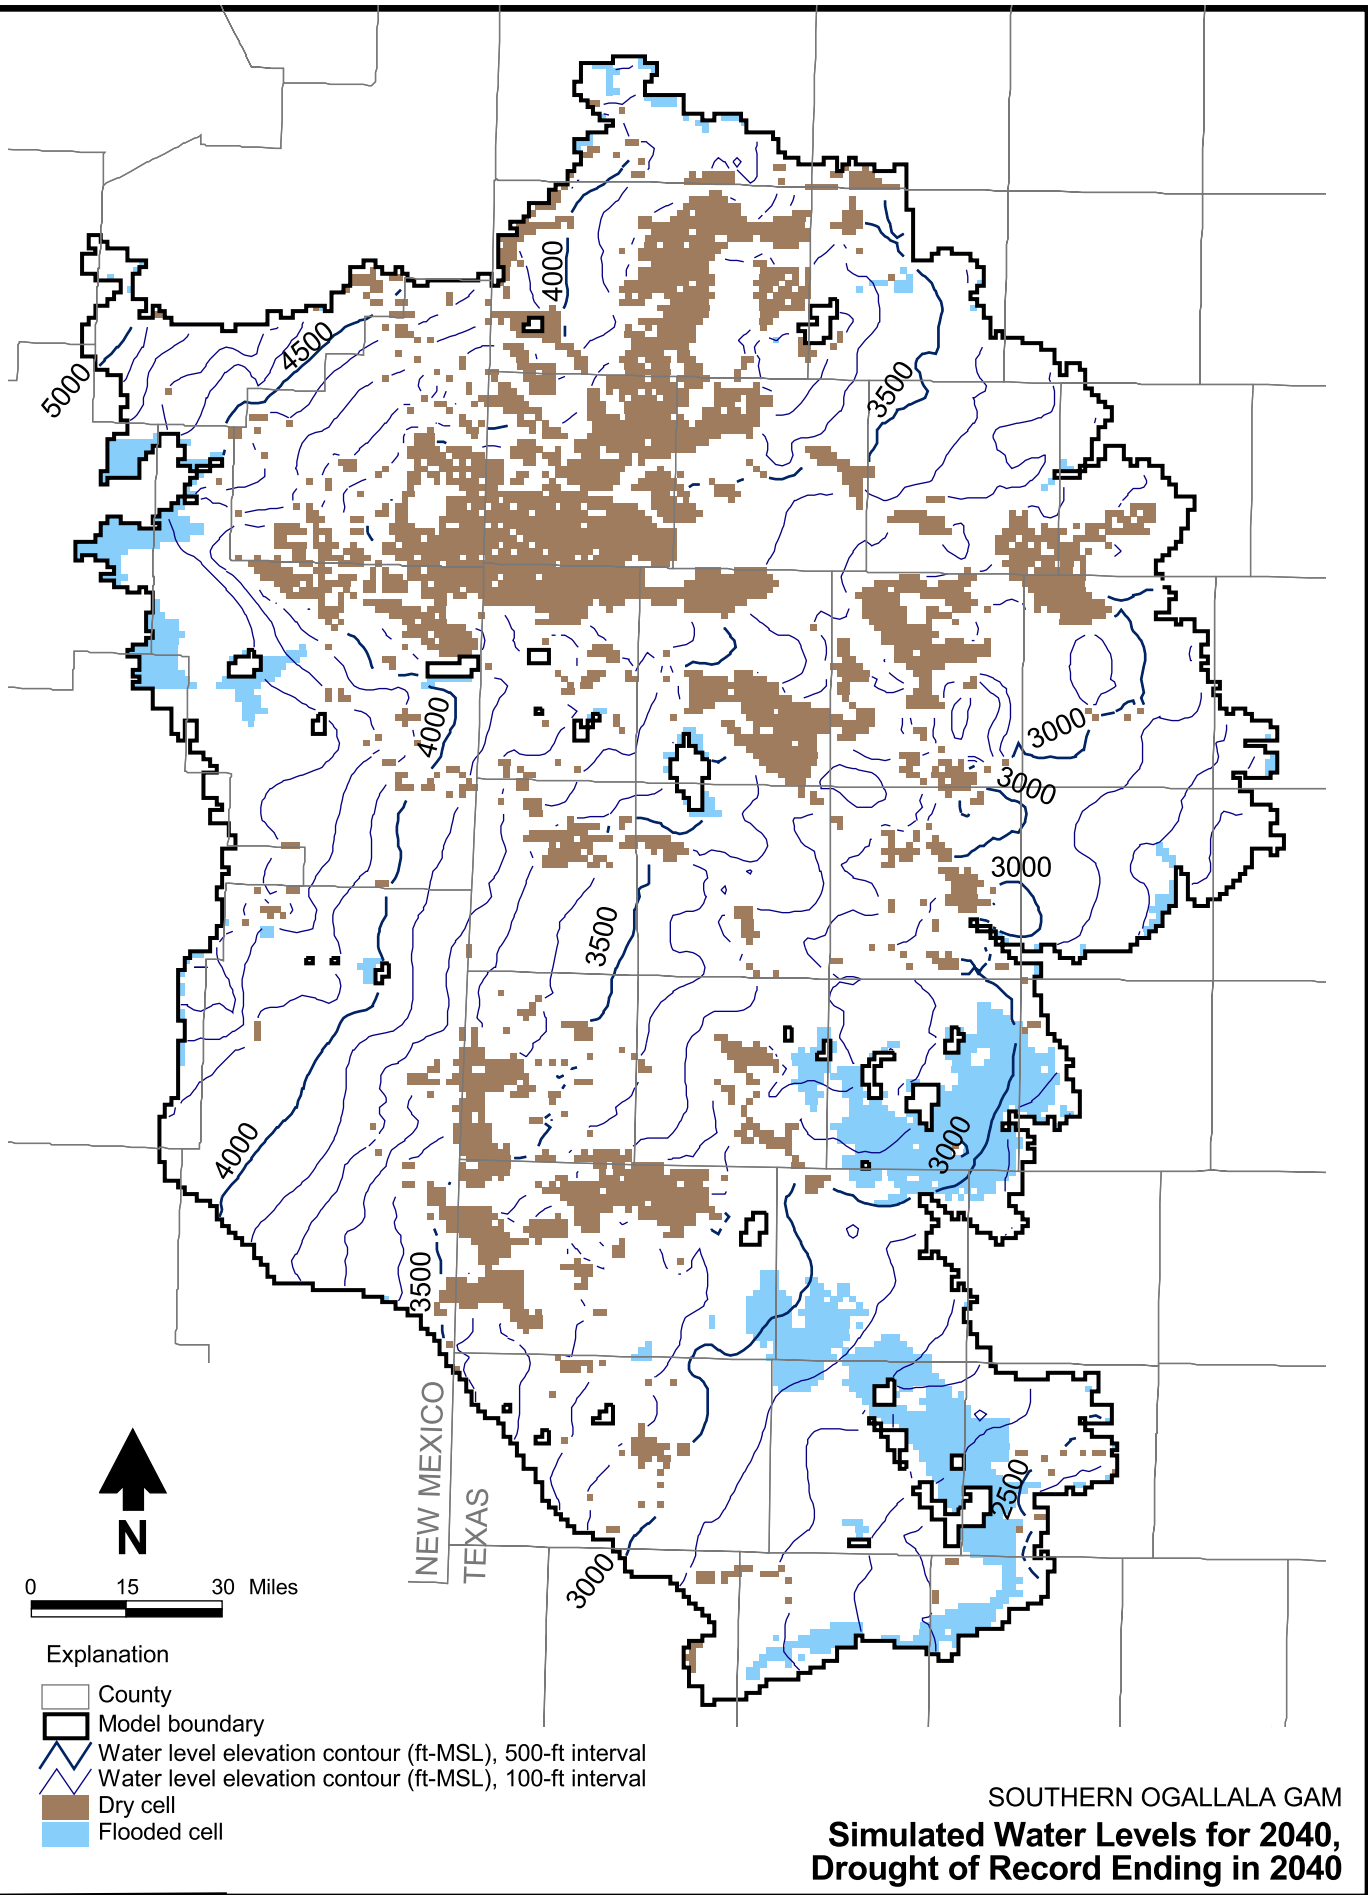 4000
4500
5000
3500
4000
3000
3000
3000
3500
3000
4000
3500
NEW MEXICO
TEXAS
2500
3000
N
0 15 30 Miles
Explanation
County
Model boundary
Water level elevation contour (ft-MSL), 500-ft interval
Water level elevation contour (ft-MSL), 100-ft interval
Dry cell
Flooded cell
SOUTHERN OGALLALA GAM
Simulated Water Levels for 2040,
Drought of Record Ending in 2040